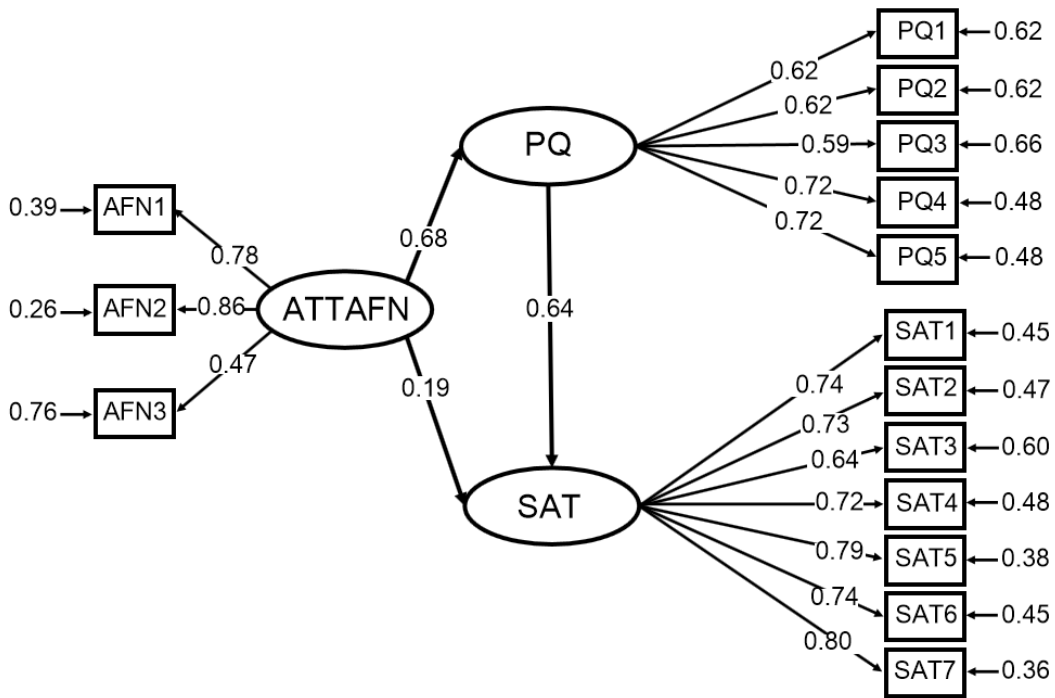 PQ1
0.62
0.62
PQ2
0.62
0.62
PQ
0.59
PQ3
0.66
0.72
PQ4
0.48
0.72
PQ5
0.48
0.39
AFN1
0.78
0.68
0.26
AFN2
0.86
ATTAFN
0.64
0.47
0.76
AFN3
0.19
SAT1
0.45
0.74
SAT2
0.47
0.73
SAT3
0.60
0.64
SAT
0.72
SAT4
0.48
0.79
SAT5
0.38
0.74
SAT6
0.45
0.80
SAT7
0.36